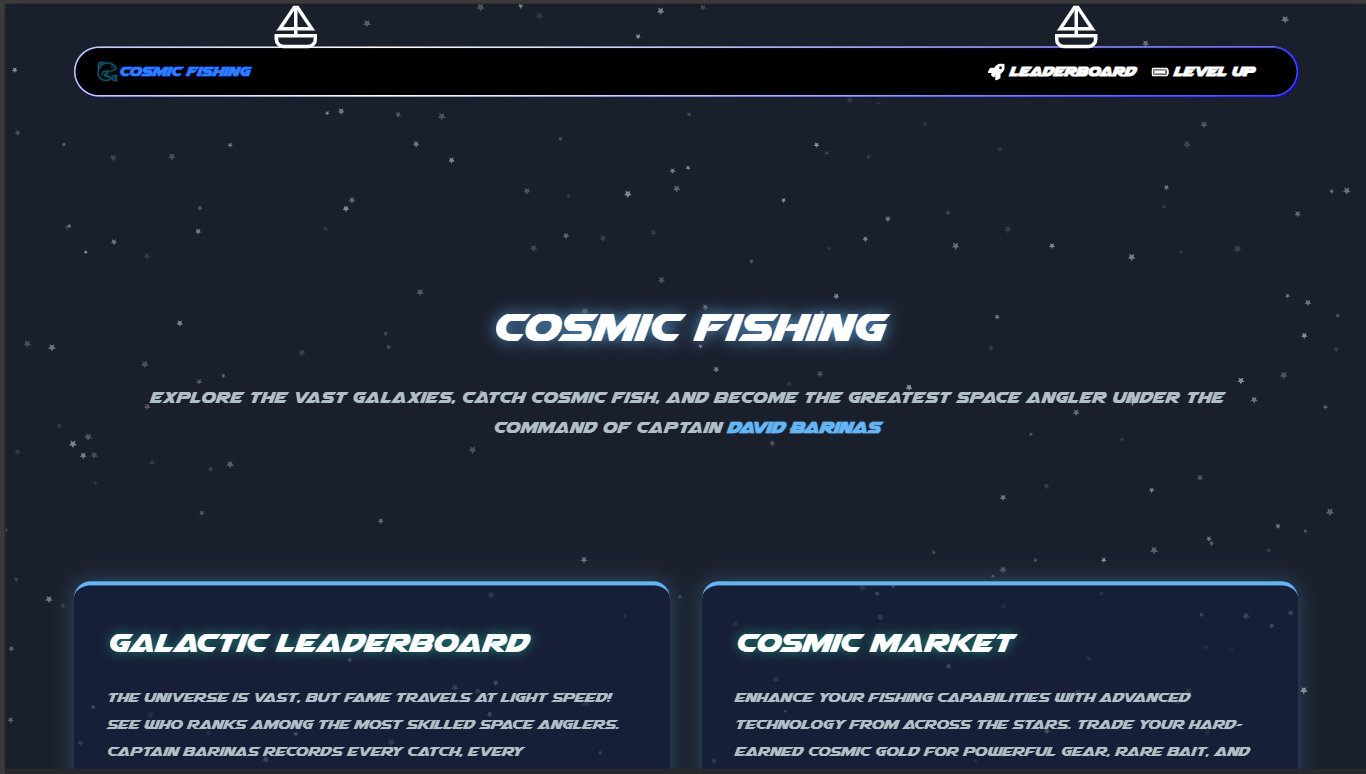 COSMIC FISHING
LEADERBOARD
LEVEL UP
COSMIC FISHING
EXPLORE THE VAST GALAXIES, CATCH COSMIC FISH, AND BECOME THE GREATEST SPACE ANGLER UNDER THE
COMMAND OF CAPTAIN DAVID BARINAS
GALACTIC LEADERBOARD
THE UNIVERSE IS VAST, BUT FAME TRAVELS AT LIGHT SPEED!
SEE WHO RANKS AMONG THE MOST SKILLED SPACE ANGLERS.
CAPTAIN BARINAS RECORDS EVERY CATCH, EVERY
COSMIC MARKET
ENHANCE YOUR FISHING CAPABILITIES WITH ADVANCED
TECHNOLOGY FROM ACROSS THE STARS. TRADE YOUR HARD-
EARNED COSMIC GOLD FOR POWERFUL GEAR, RARE BAIT, AND